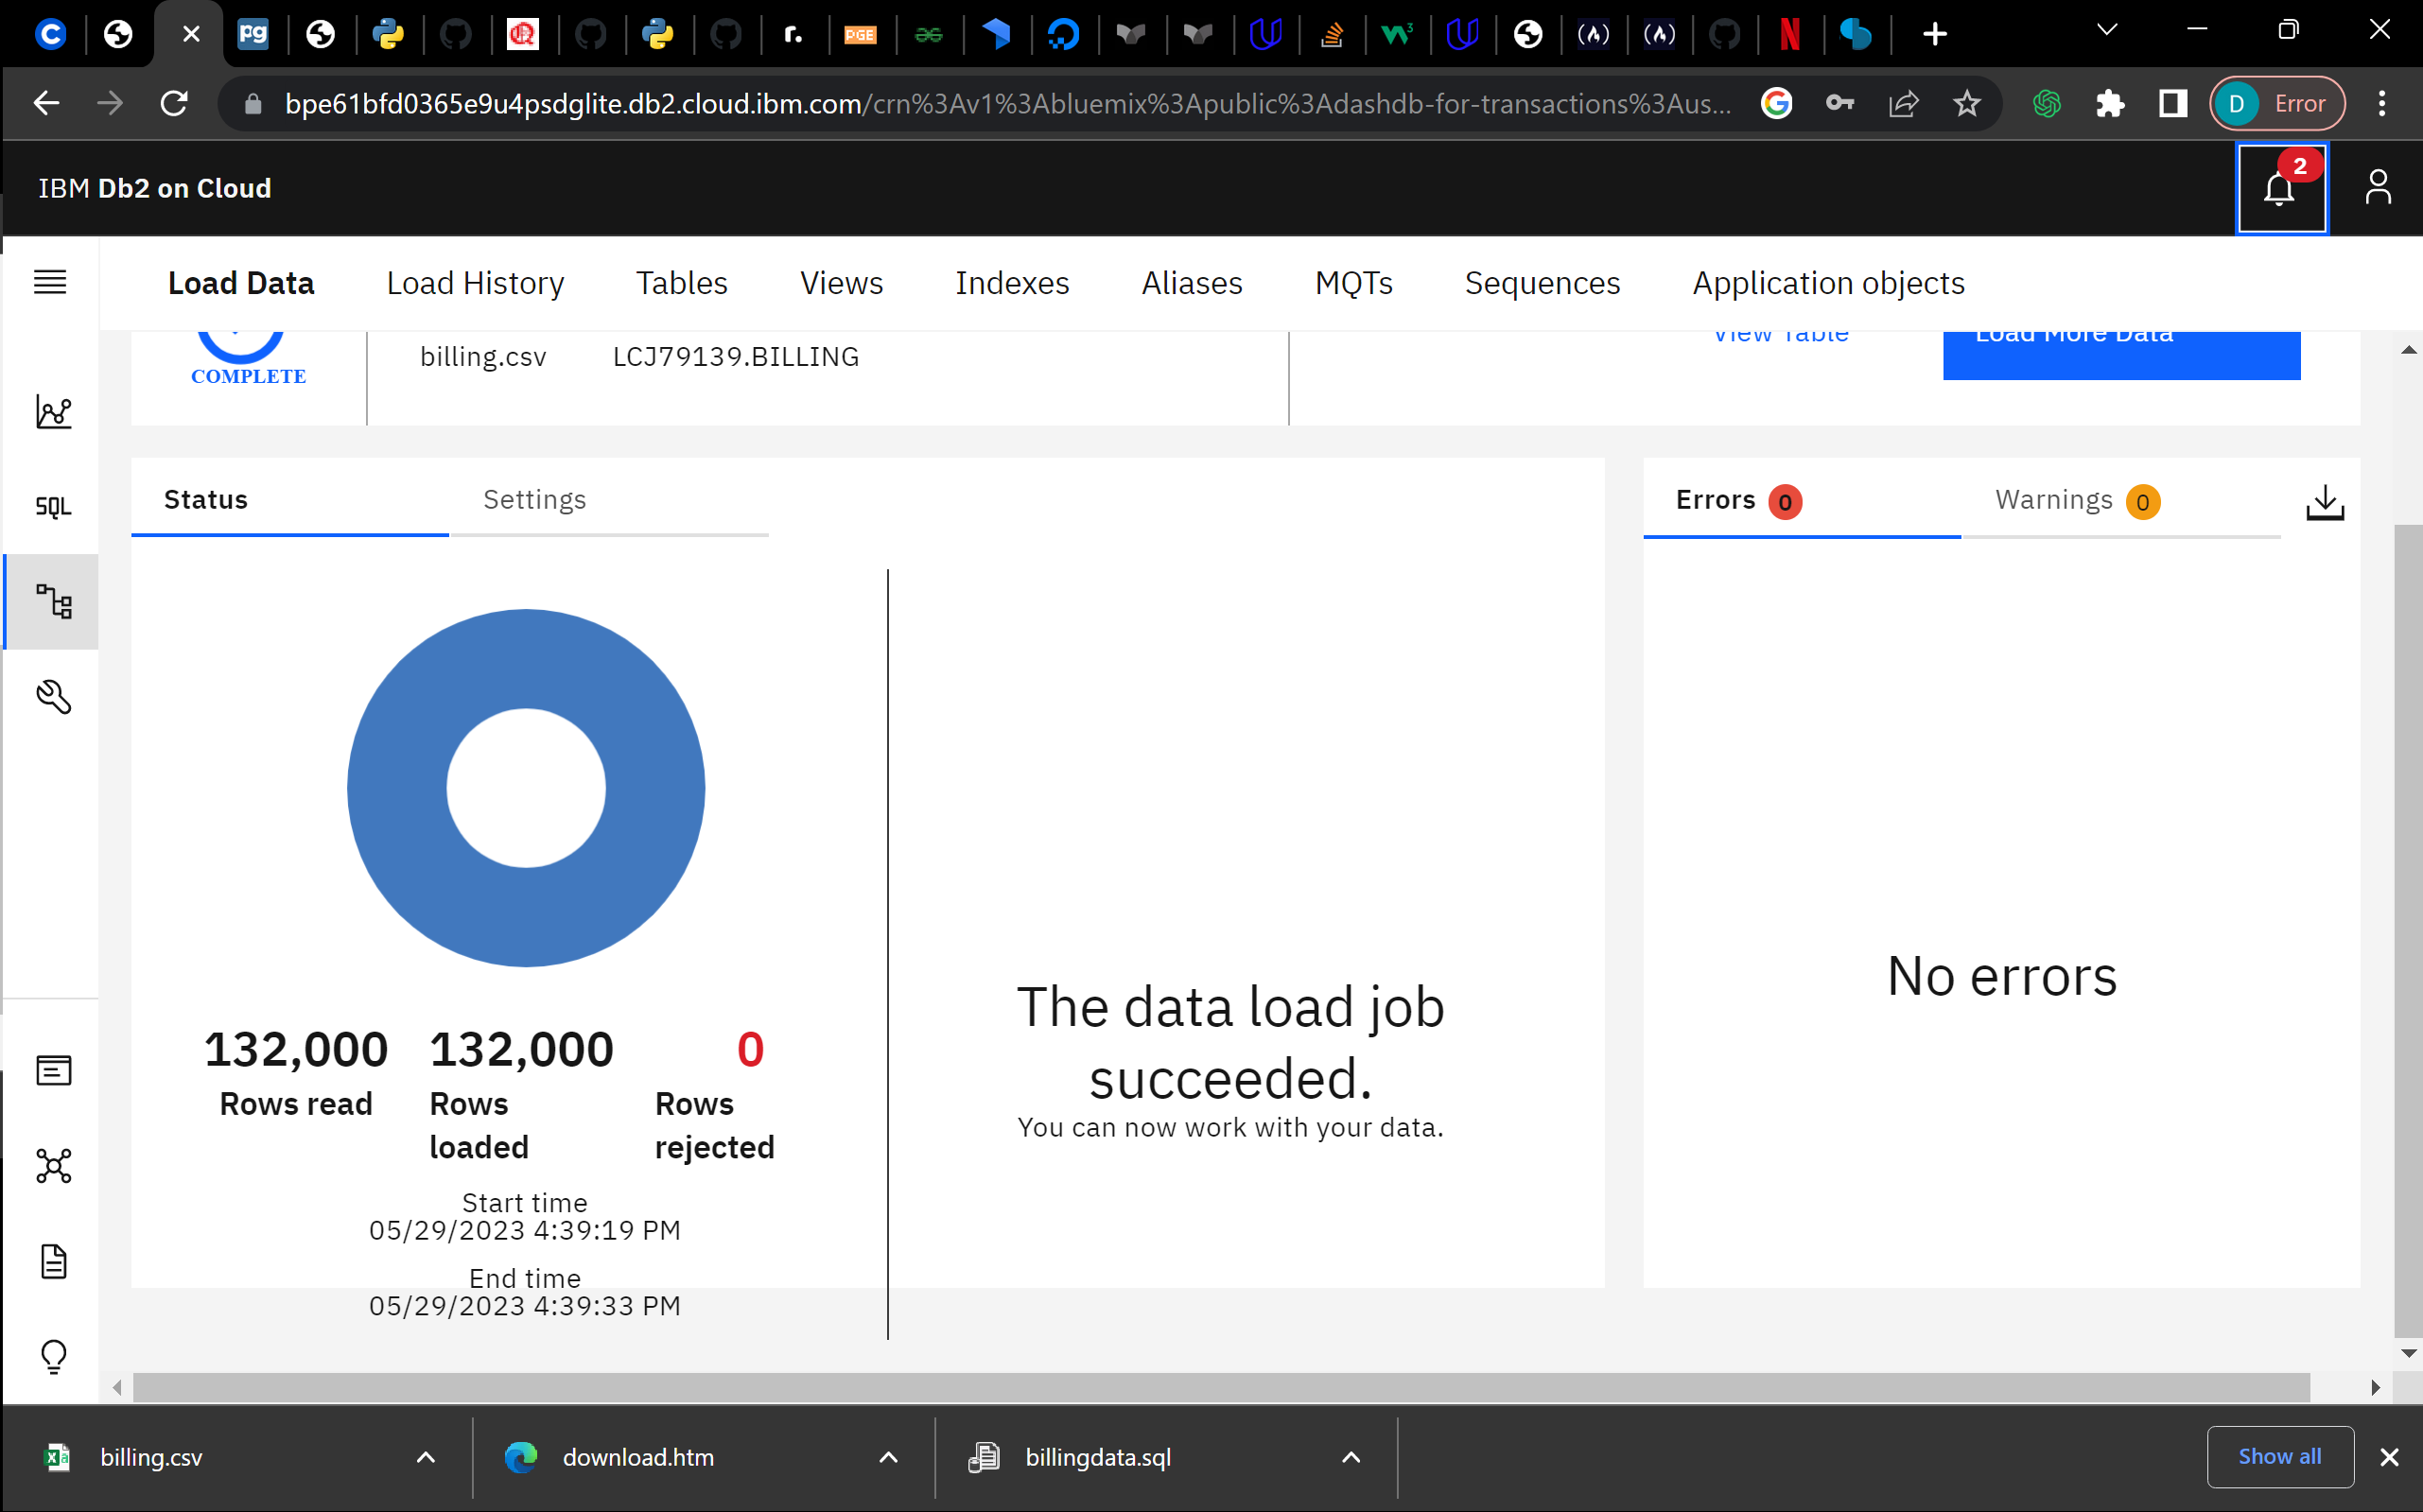 bpe61bfd0365e9u4psdglite.db2.cloud.ibm.com/crn%3Av1%3Abluemix%3Apublic%3Adashdb-for-transactions%3Aus...
D Error
IBM Db2 on Cloud
2
Load Data Load History Tables Views Indexes Aliases MQTs Sequences Application objects
View Table Load More Data
billing.csv LCJ79139.BILLING
COMPLETE
Status Settings
Errors 0 Warnings 0
SQL
No errors
The data load job
succeeded.
You can now work with your data.
132,000 132,000 0
Rows read Rows loaded Rows rejected
Start time
05/29/2023 4:39:19 PM
End time
05/29/2023 4:39:33 PM
billing.csv download.htm billingdata.sql Show all